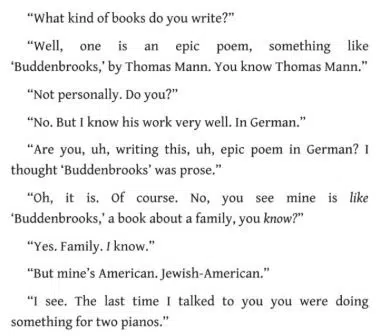 “What kind of books do you write?”
“Well, one is an epic poem, something like
‘Buddenbrooks,’ by Thomas Mann. You know Thomas Mann.”
“Not personally. Do you?”
“No. But I know his work very well. In German.”
“Are you, uh, writing this, uh, epic poem in German? I
thought ‘Buddenbrooks’ was prose.”
“Oh, it is. Of course. No, you see mine is like
‘Buddenbrooks,’ a book about a family, you know?”
“Yes. Family. I know.”
“But mine’s American. Jewish-American.”
“I see. The last time I talked to you you were doing
something for two pianos.”